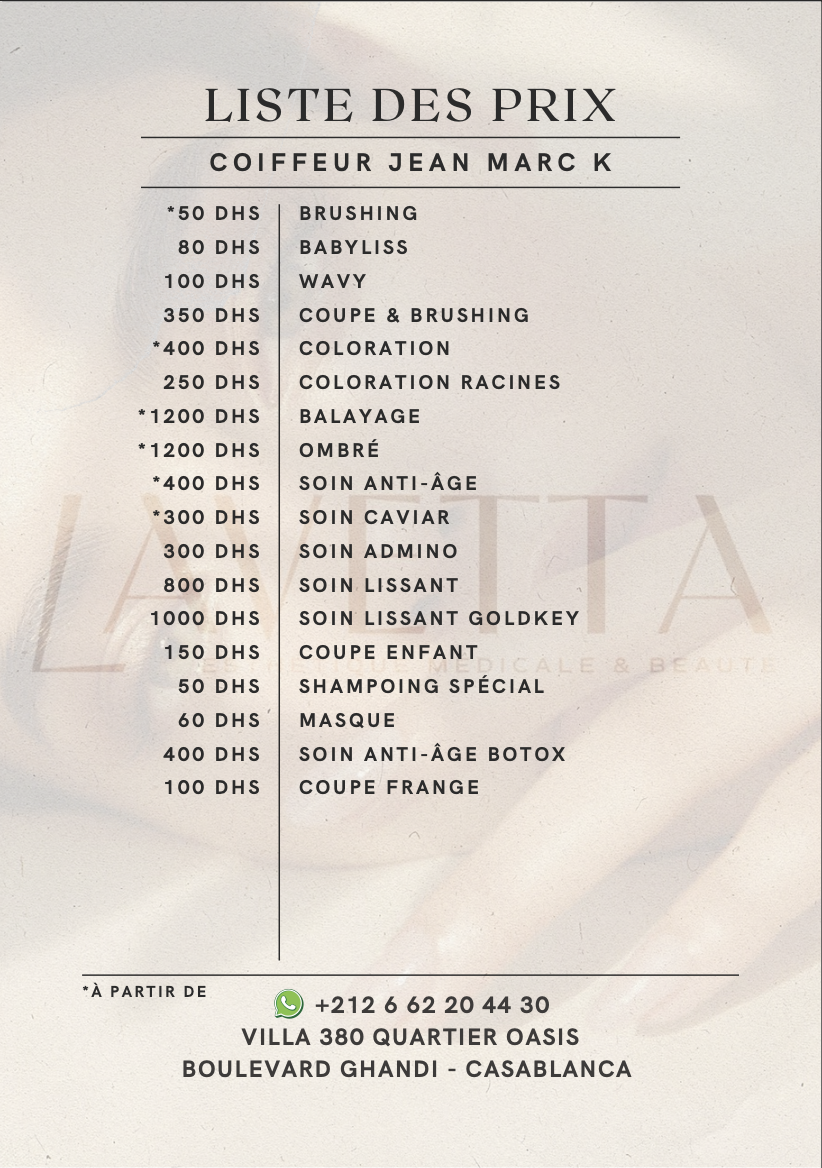 LISTE DES PRIX
COIFFEUR JEAN MARC K
*50 DHS BRUSHING
80 DHS BABYLISS
100 DHS WAVY
350 DHS COUPE & BRUSHING
*400 DHS COLORATION
250 DHS COLORATION RACINES
*1200 DHS BALAYAGE
*1200 DHS OMBRÉ
*400 DHS SOIN ANTI-ÂGE
*300 DHS SOIN CAVIAR
300 DHS SOIN ADMINO
800 DHS SOIN LISSANT
1000 DHS SOIN LISSANT GOLDKEY
150 DHS COUPE ENFANT
50 DHS SHAMPOING SPÉCIAL
60 DHS MASQUE
400 DHS SOIN ANTI-ÂGE BOTOX
100 DHS COUPE FRANGE
LAVETTA
ESTHÉTIQUE MÉDICALE & BEAUTÉ
*À PARTIR DE
+212 6 62 20 44 30
VILLA 380 QUARTIER OASIS
BOULEVARD GHANDI - CASABLANCA